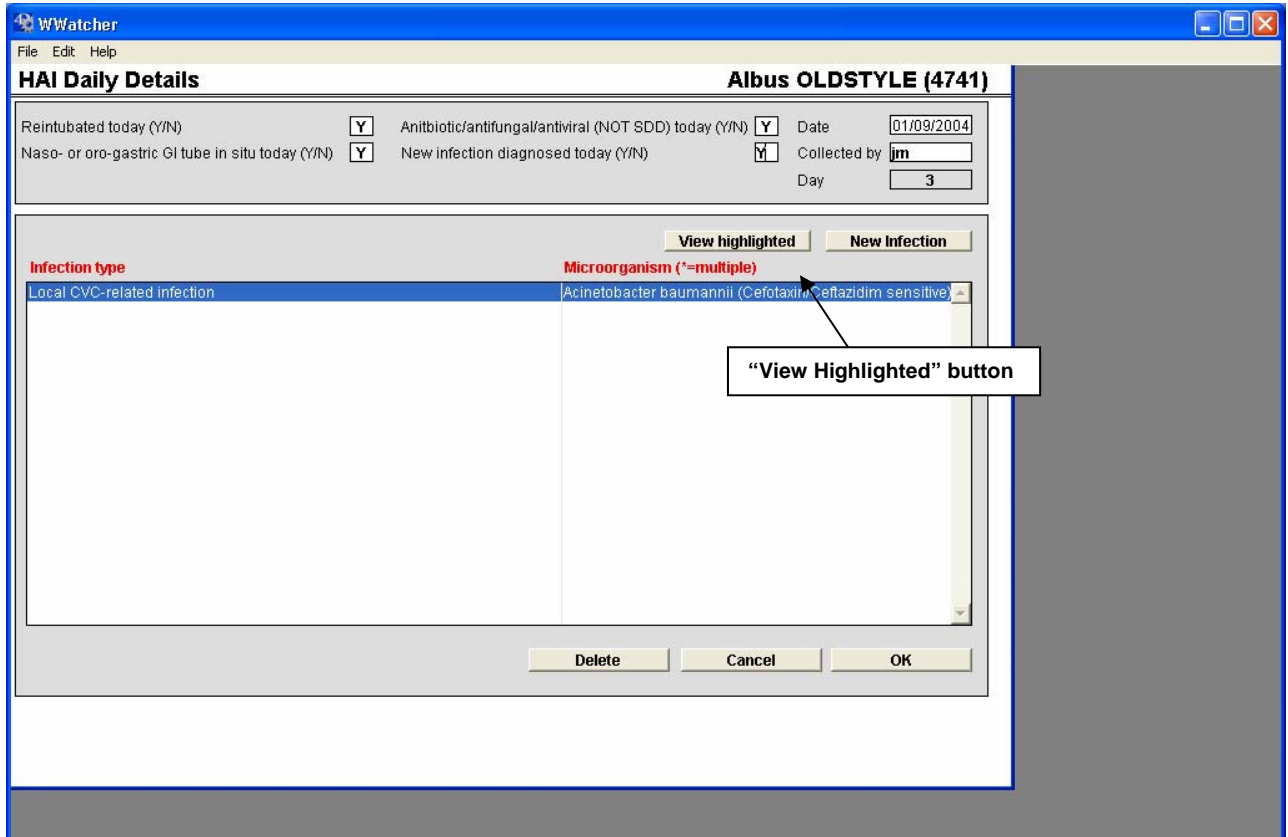 WWatcher
File Edit Help
HAI Daily Details Albus OLDSTYLE (4741)
Reintubated today (Y/N) Y Anitbiotic/antifungal/antiviral (NOT SDD) today (Y/N) Y Date 01/09/2004
Naso- or oro-gastric GI tube in situ today (Y/N) Y New infection diagnosed today (Y/N) Y Collected by jm
Day 3
View highlighted New Infection
Infection type Microorganism (*=multiple)
Local CVC-related infection Acinetobacter baumannii (Cefotaxin/Ceftazidim sensitive)
“View Highlighted” button
Delete Cancel OK